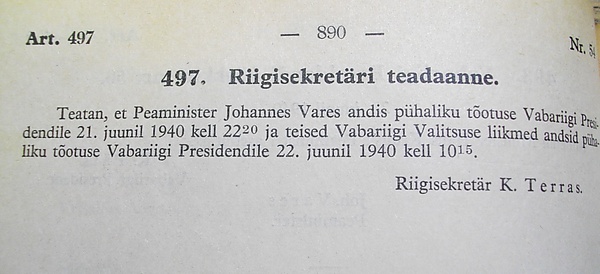 Art. 497 — 890 — Nr. 54
497. Riigisekretäri teadaanne.
Teatan, et Peaminister Johannes Vares andis pühaliku tõotuse Vabariigi Presi-
dendile 21. juunil 1940 kell 22²⁰ ja teised Vabariigi Valitsuse liikmed andsid püha-
liku tõotuse Vabariigi Presidendile 22. juunil 1940 kell 10¹⁵.
Riigisekretär K. Terras.